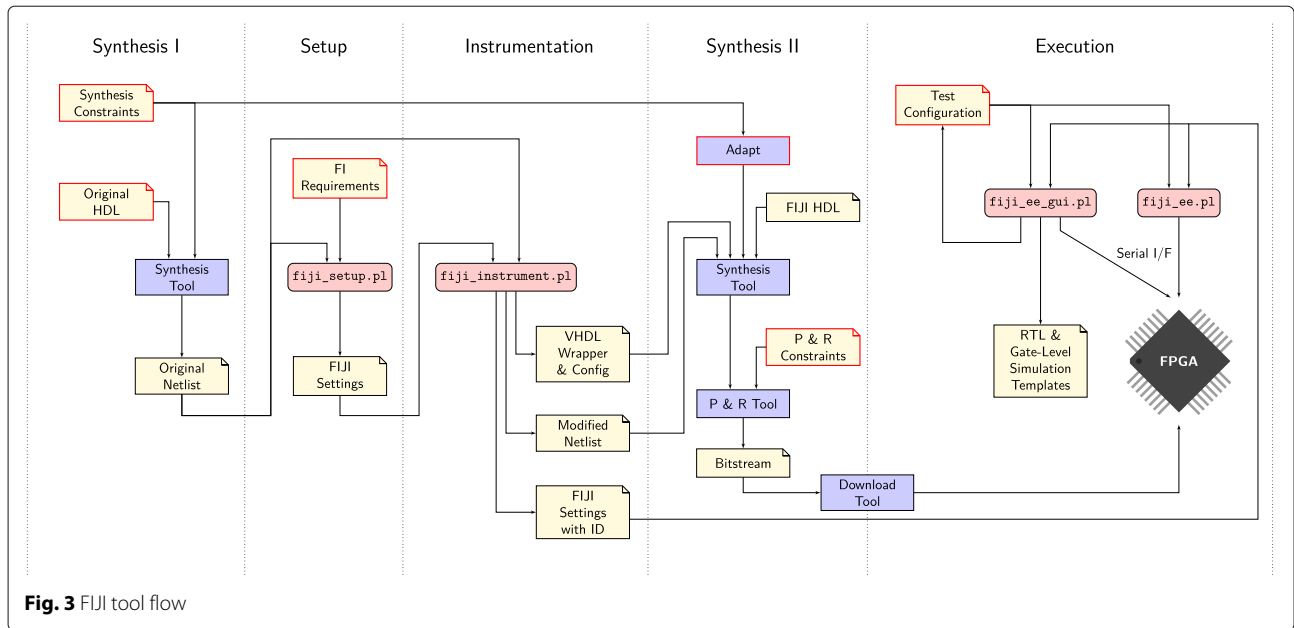 Synthesis I
Setup
Instrumentation
Synthesis II
Execution
Synthesis
Constraints
Original
HDL
Synthesis
Tool
Original
Netlist
FI
Requirements
fiji_setup.pl
FIJI
Settings
fiji_instrument.pl
VHDL
Wrapper
& Config
Modified
Netlist
FIJI
Settings
with ID
Adapt
FIJI HDL
Synthesis
Tool
P & R
Constraints
P & R Tool
Bitstream
Download
Tool
Test
Configuration
fiji_ee_gui.pl
fiji_ee.pl
Serial I/F
RTL &
Gate-Level
Simulation
Templates
FPGA
Fig. 3 FIJI tool flow